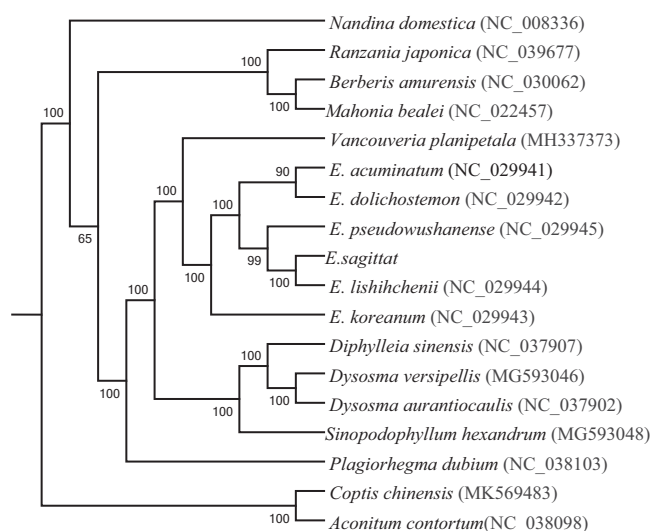 Nandina domestica (NC_008336)
Ranzania japonica (NC_039677)
100
Berberis amurensis (NC_030062)
100
100
Mahonia bealei (NC_022457)
100
Vancouveria planipetala (MH337373)
90
E. acuminatum (NC_029941)
100
E. dolichostemon (NC_029942)
100
E. pseudowushanense (NC_029945)
65
99
E.sagittat
100
100
E. lishihchenii (NC_029944)
100
E. koreanum (NC_029943)
100
Diphylleia sinensis (NC_037907)
100
Dysosma versipellis (MG593046)
100
100
100
Dysosma aurantiocaulis (NC_037902)
Sinopodophyllum hexandrum (MG593048)
Plagiorhegma dubium (NC_038103)
Coptis chinensis (MK569483)
100
Aconitum contortum(NC_038098)